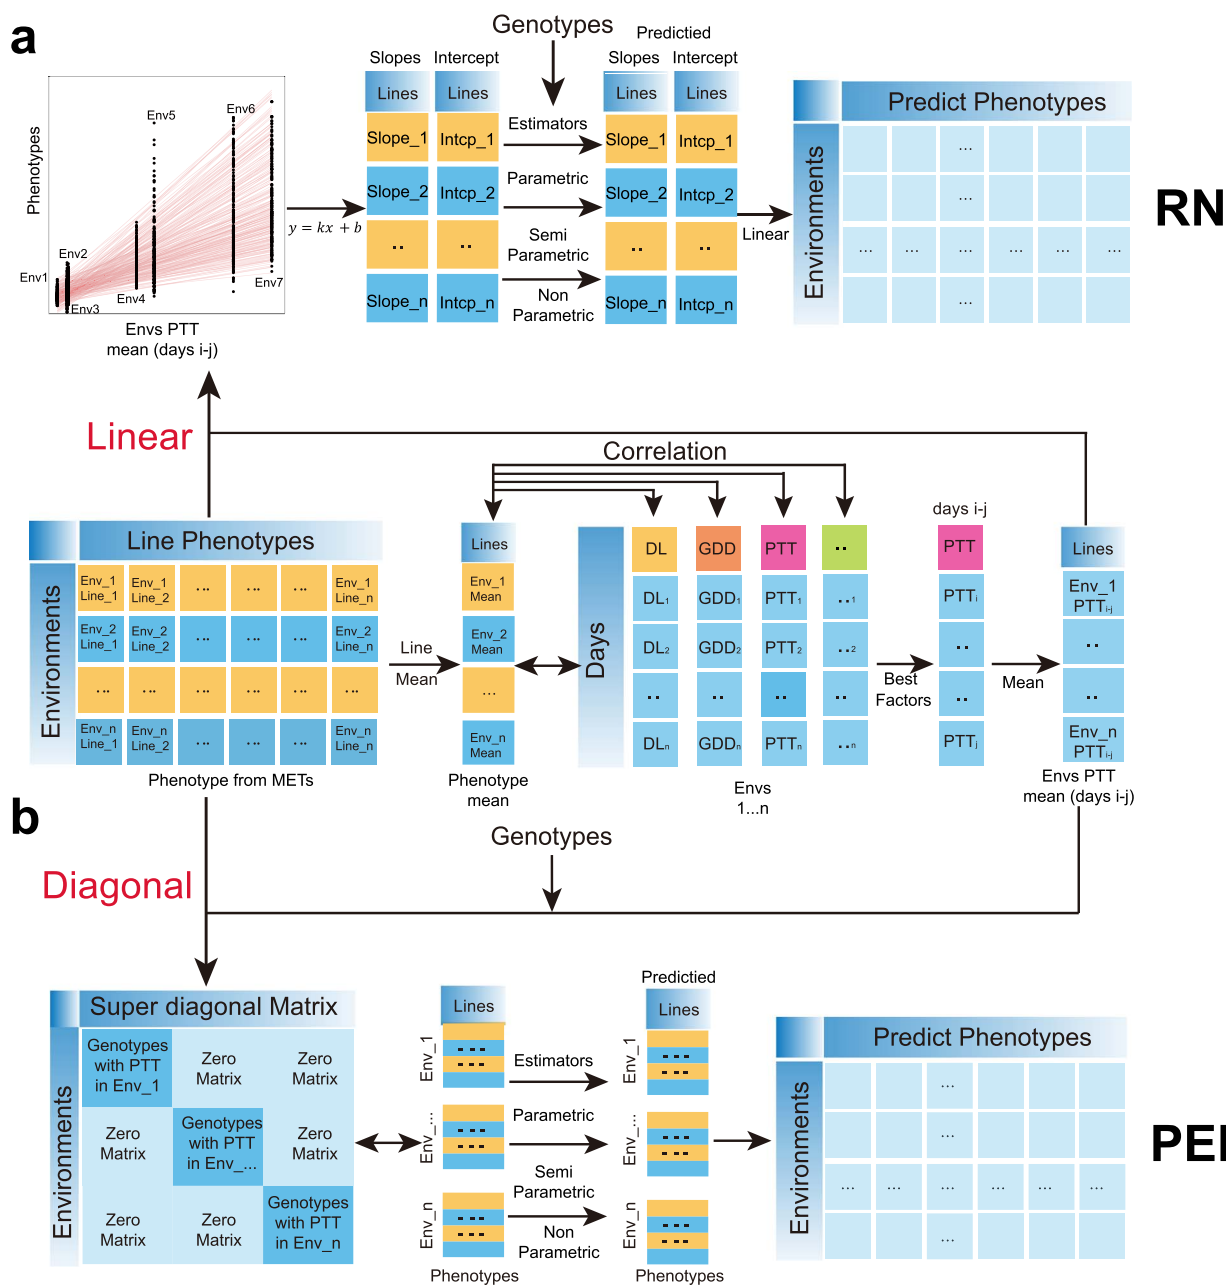 a
Genotypes
Predictied
Slopes Intercept
Slopes Intercept
Lines Lines
Lines Lines
Phenotypes
Env1
Env2
Env3
Env4
Env5
Env6
Env7
Envs PTT
mean (days i-j)
y = kx + b
Slope_1 Intcp_1
Slope_2 Intcp_2
.. ..
Slope_n Intcp_n
Estimators
Parametric
Semi
Parametric
Non
Parametric
Slope_1 Intcp_1
Slope_2 Intcp_2
.. ..
Slope_n Intcp_n
Linear
Predict Phenotypes
Environments
...
...
... ... ... ... ... ...
...
RN
Linear
Correlation
Line Phenotypes
Environments
Env_1 Env_1 ... ... ... Env_1
Line_1 Line_2 Line_n
Env_2 Env_2 ... ... ... Env_2
Line_1 Line_2 Line_n
... ... ... ... ... ...
Env_n Env_n ... ... ... Env_n
Line_1 Line_2 Line_n
Phenotype from METs
Line
Mean
Lines
Env_1
Mean
Env_2
Mean
...
Env_n
Mean
Phenotype
mean
Days
DL GDD PTT ..
DL₁ GDD₁ PTT₁ ..₁
DL₂ GDD₂ PTT₂ ..₂
.. .. .. ..
DLₙ GDDₙ PTTₙ ..ₙ
Envs
1...n
Best
Factors
days i-j
PTT
PTTᵢ
..
..
PTTⱼ
Mean
Lines
Env_1
PTTᵢ₋ⱼ
..
..
Env_n
PTTᵢ₋ⱼ
Envs PTT
mean (days i-j)
b
Genotypes
Diagonal
Super diagonal Matrix
Environments
Genotypes
with PTT
in Env_1
Zero
Matrix
Zero
Matrix
Zero
Matrix
Genotypes
with PTT
in Env_...
Zero
Matrix
Zero
Matrix
Zero
Matrix
Genotypes
with PTT
in Env_n
Lines
Env_1
---
---
Env_...
---
---
Env_n
---
---
Phenotypes
Estimators
Parametric
Semi
Parametric
Non
Parametric
Predictied
Lines
Env_1
---
---
Env_...
---
---
Env_n
---
---
Phenotypes
Predict Phenotypes
Environments
...
...
... ... ... ... ... ...
...